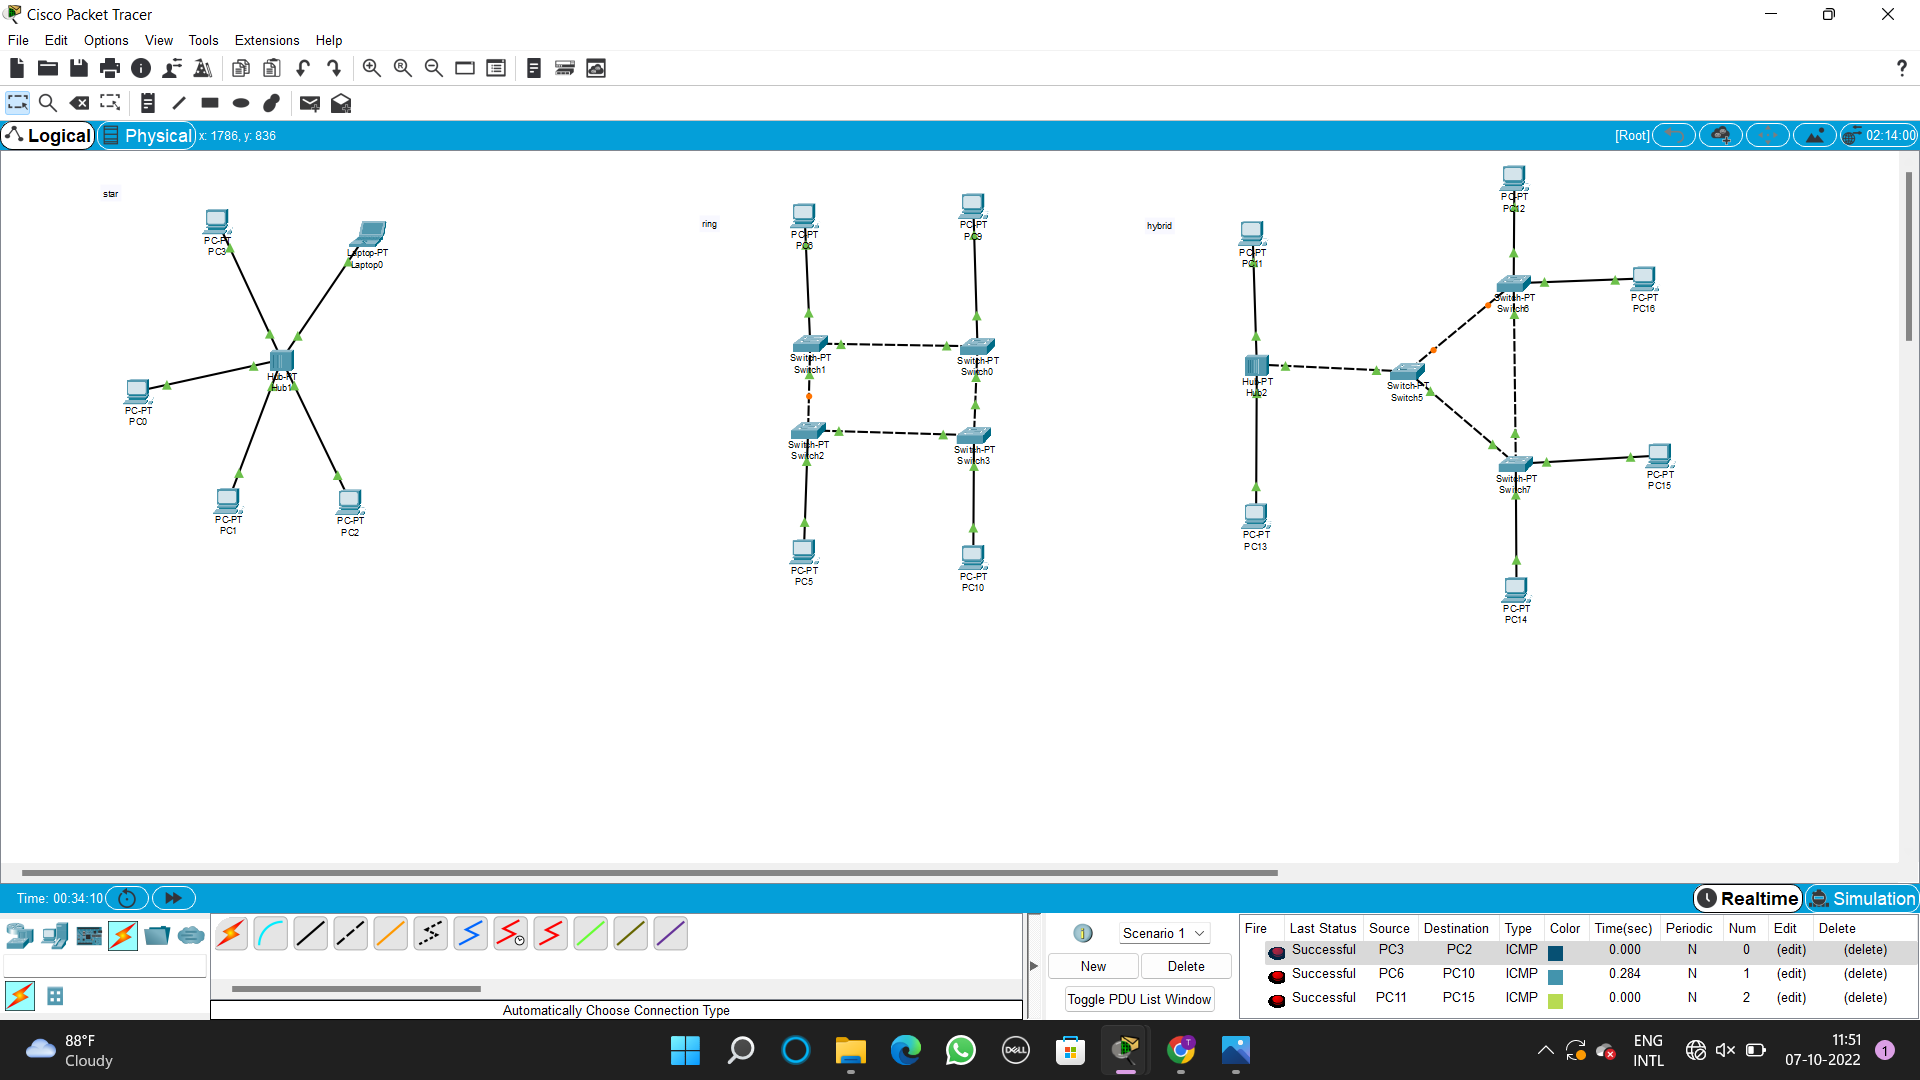 Cisco Packet Tracer
File Edit Options View Tools Extensions Help
Logical Physical x: 1786, y: 836 [Root] 02:14:00
star
PC-PT
PC3
Laptop-PT
Laptop0
Hub-PT
Hub1
PC-PT
PC0
PC-PT
PC1
PC-PT
PC2
ring
PC-PT
PC6
PC-PT
PC9
Switch-PT
Switch1
Switch-PT
Switch0
Switch-PT
Switch2
Switch-PT
Switch3
PC-PT
PC5
PC-PT
PC10
hybrid
PC-PT
PC11
PC-PT
PC12
Switch-PT
Switch6
PC-PT
PC16
Hub-PT
Hub2
Switch-PT
Switch5
Switch-PT
Switch7
PC-PT
PC15
PC-PT
PC13
PC-PT
PC14
Time: 00:34:10 Realtime Simulation
Scenario 1
New Delete
Toggle PDU List Window
Automatically Choose Connection Type
Fire Last Status Source Destination Type Color Time(sec) Periodic Num Edit Delete
Successful PC3 PC2 ICMP 0.000 N 0 (edit) (delete)
Successful PC6 PC10 ICMP 0.284 N 1 (edit) (delete)
Successful PC11 PC15 ICMP 0.000 N 2 (edit) (delete)
88°F
Cloudy
DELL
T
ENG
INTL
11:51
07-10-2022
1